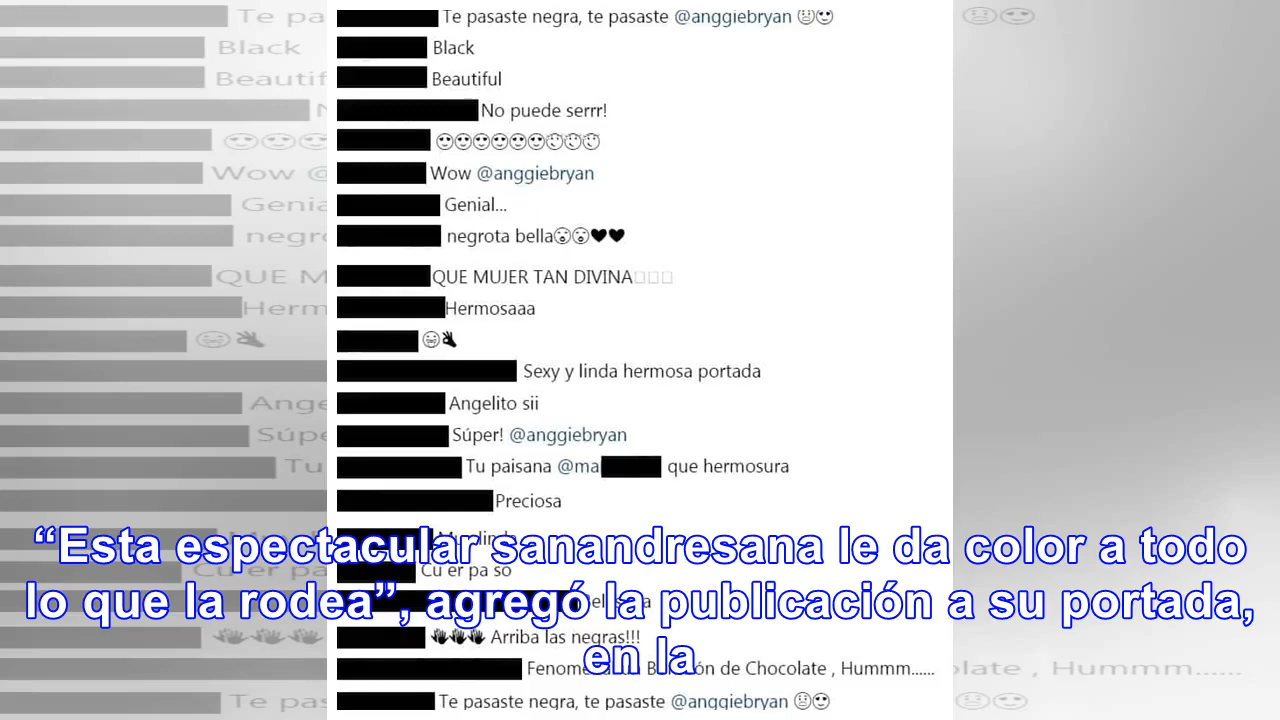 Te pasaste negra, te pasaste @anggiebryan
Black
Beautiful
No puede serrr!
Wow @anggiebryan
Genial...
negrota bella
QUE MUJER TAN DIVINA
Hermosaaa
Sexy y linda hermosa portada
Angelito sii
Súper! @anggiebryan
Tu paisana @ma que hermosura
Preciosa
“Esta espectacular sanandresana le da color a todo
Cu er pa so
lo que la rodea”, agregó la publicación a su portada,
Arriba las negras!!!
en la
de Chocolate , Hummm......
Te pasaste negra, te pasaste @anggiebryan